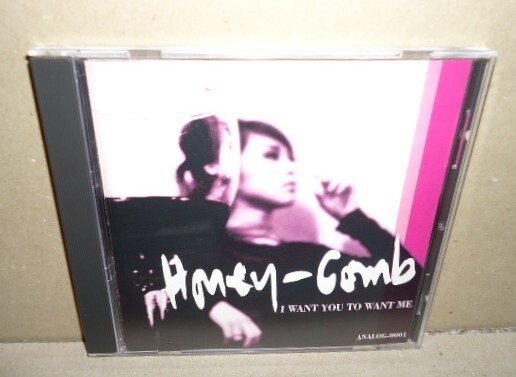 Honey-Comb
I WANT YOU TO WANT ME
ANALOG-0001